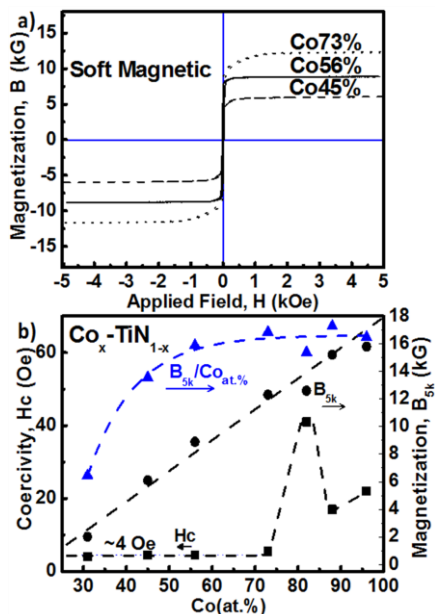 a)
Magnetization, B (kG)
15
10
5
0
-5
-10
-15
Soft Magnetic
Co73%
Co56%
Co45%
-5 -4 -3 -2 -1 0 1 2 3 4 5
Applied Field, H (kOe)
b)
Coercivity, Hc (Oe)
60
40
20
0
Coₓ-TiN₁₋ₓ
B₅ₖ/Co at.%
B₅ₖ
~4 Oe
Hc
18
16
14
12
10
8
6
4
2
0
Magnetization, B₅ₖ (kG)
30 40 50 60 70 80 90 100
Co(at.%)